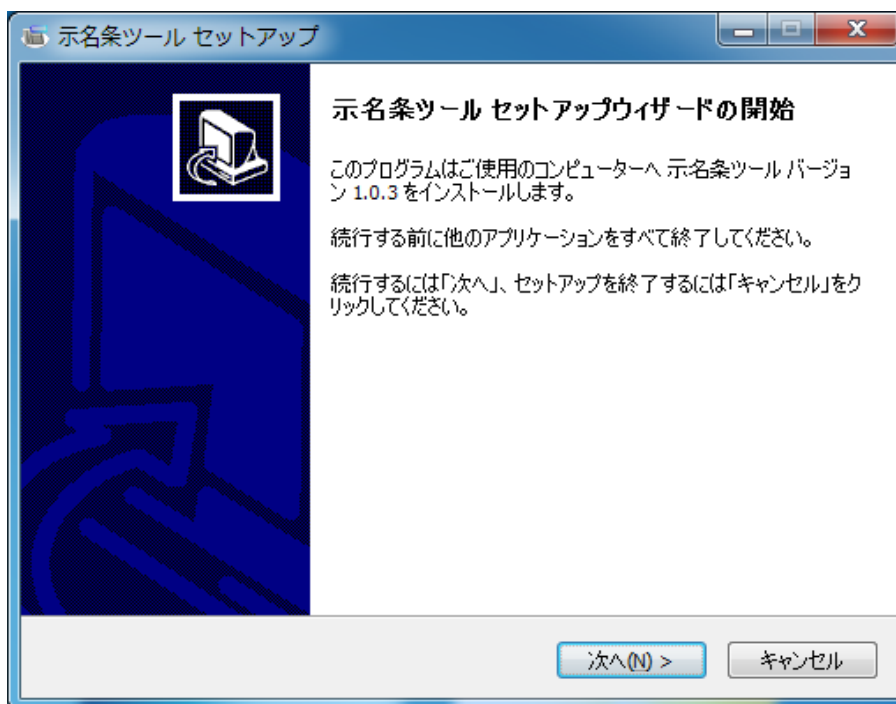 示名条ツール セットアップ
示名条ツール セットアップウィザードの開始
このプログラムはご使用のコンピューターへ 示名条ツール バージョ
ン 1.0.3 をインストールします。
続行する前に他のアプリケーションをすべて終了してください。
続行するには「次へ」、セットアップを終了するには「キャンセル」をク
リックしてください。
次へ(N) >
キャンセル